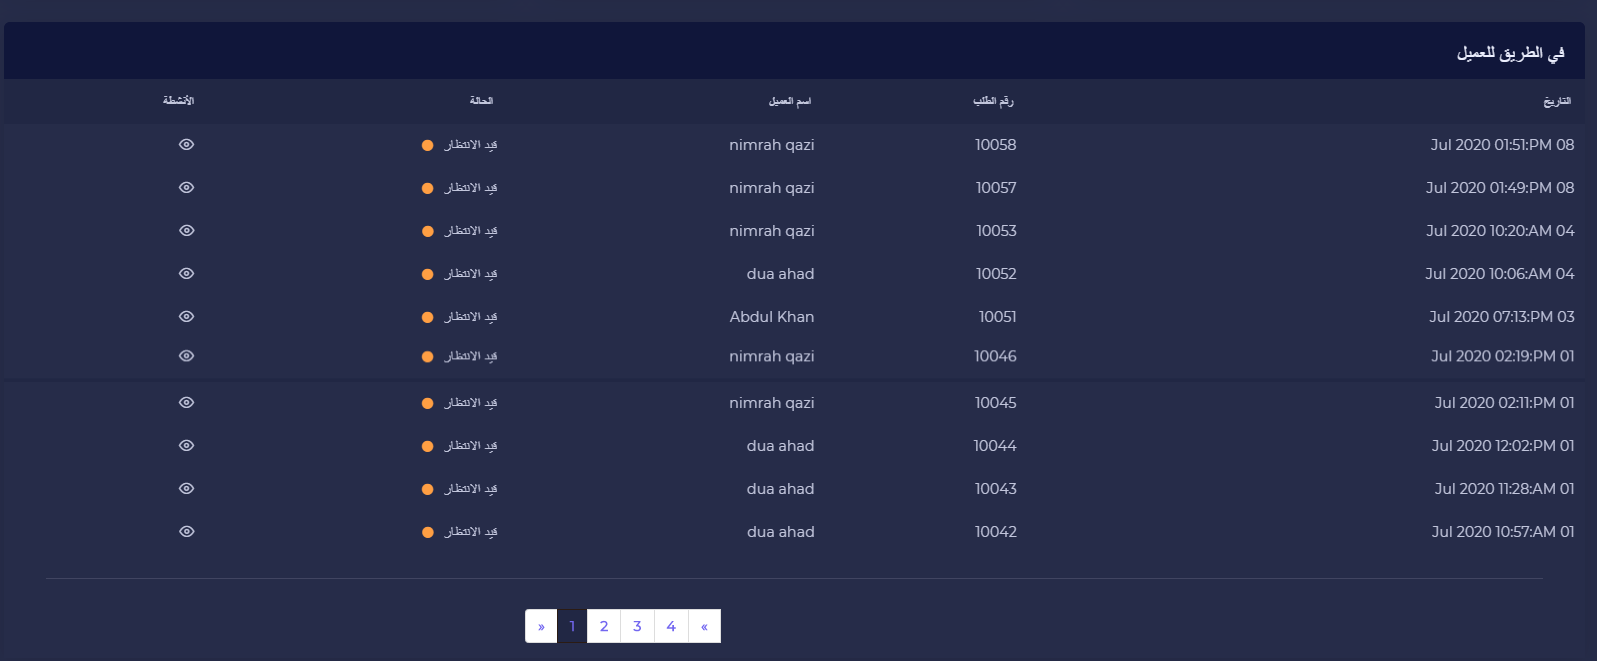 في الطريق للعميل
التاريخ رقم الطلب اسم العميل الحالة الأنشطة
08 Jul 2020 01:51:PM 10058 nimrah qazi قيد الانتظار
08 Jul 2020 01:49:PM 10057 nimrah qazi قيد الانتظار
04 Jul 2020 10:20:AM 10053 nimrah qazi قيد الانتظار
04 Jul 2020 10:06:AM 10052 dua ahad قيد الانتظار
03 Jul 2020 07:13:PM 10051 Abdul Khan قيد الانتظار
01 Jul 2020 02:19:PM 10046 nimrah qazi قيد الانتظار
01 Jul 2020 02:11:PM 10045 nimrah qazi قيد الانتظار
01 Jul 2020 12:02:PM 10044 dua ahad قيد الانتظار
01 Jul 2020 11:28:AM 10043 dua ahad قيد الانتظار
01 Jul 2020 10:57:AM 10042 dua ahad قيد الانتظار
» 1 2 3 4 «